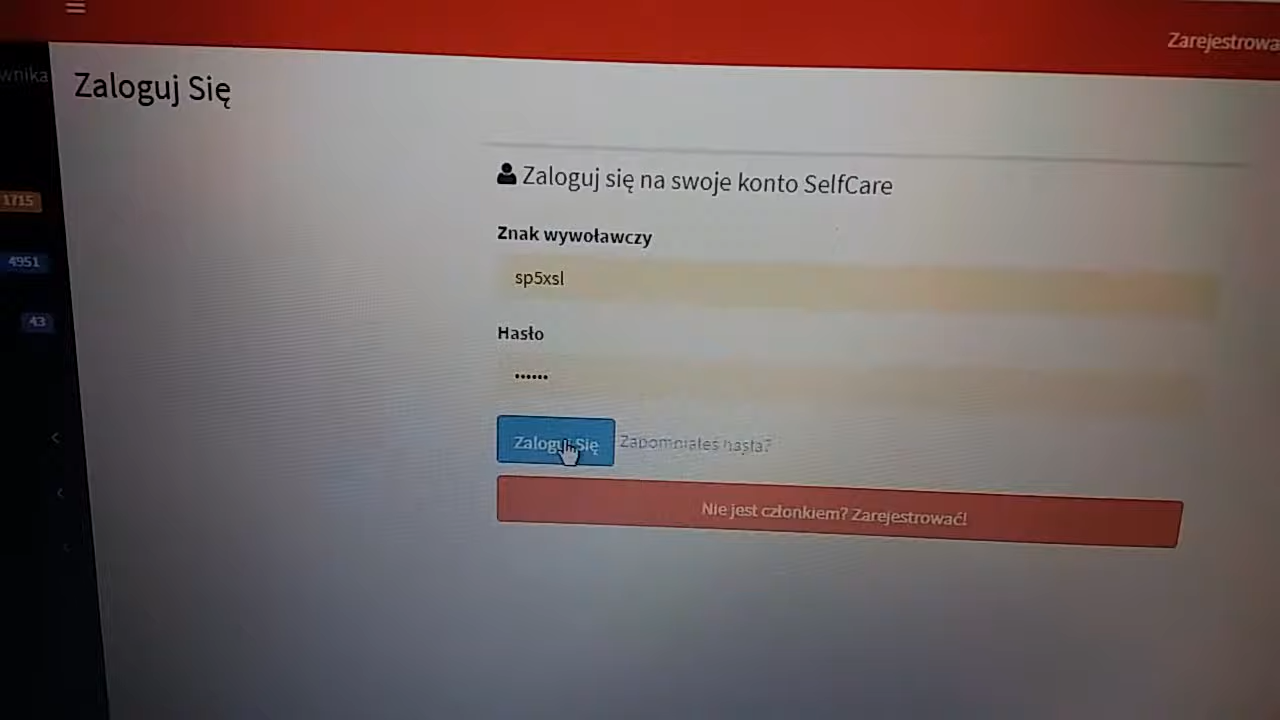 Zarejestrowa
wnika
Zaloguj Się
Zaloguj się na swoje konto SelfCare
1715
Znak wywoławczy
4951
sp5xsl
43
Hasło
••••••
Zaloguj Się Zapomniałeś hasła?
Nie jest członkiem? Zarejestrować!